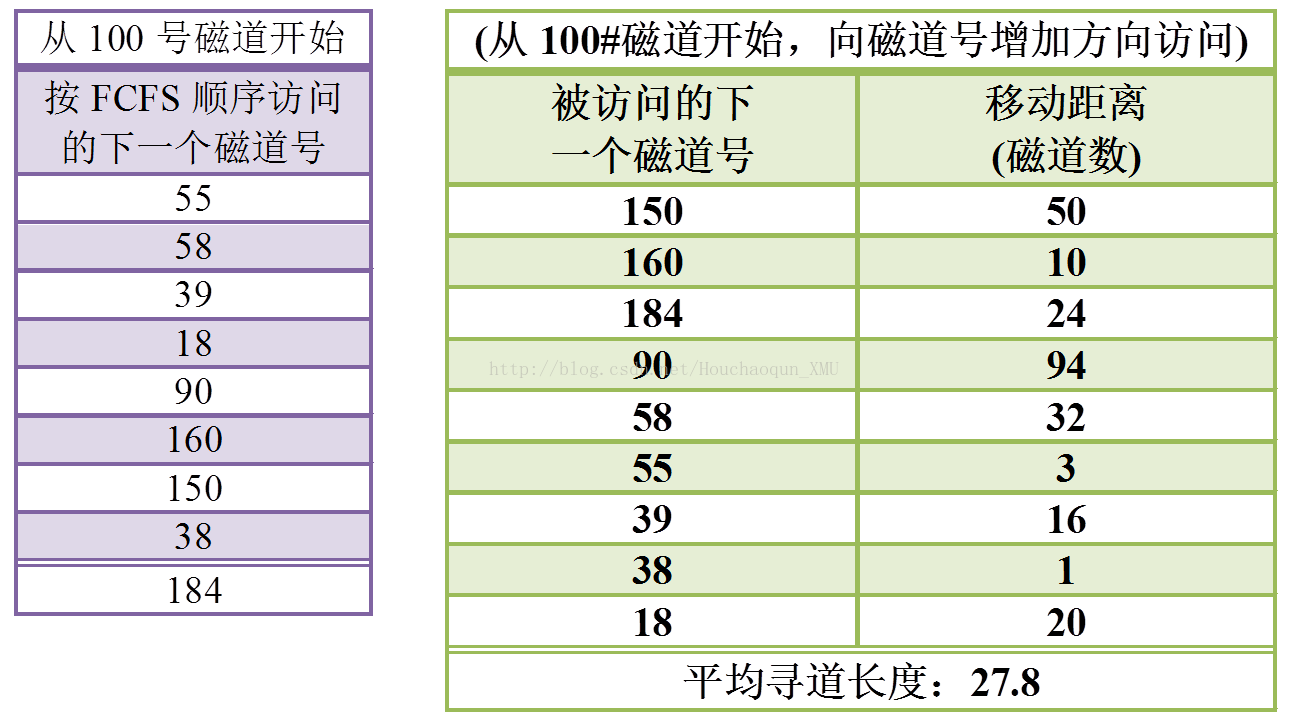 从 100 号磁道开始
按 FCFS 顺序访问
的下一个磁道号
55
58
39
18
90
160
150
38
184
(从 100#磁道开始，向磁道号增加方向访问)
被访问的下
一个磁道号
移动距离
(磁道数)
150 50
160 10
184 24
90 94
58 32
55 3
39 16
38 1
18 20
平均寻道长度：27.8
http://blog.csdn.net/Houchaoqun_XMU